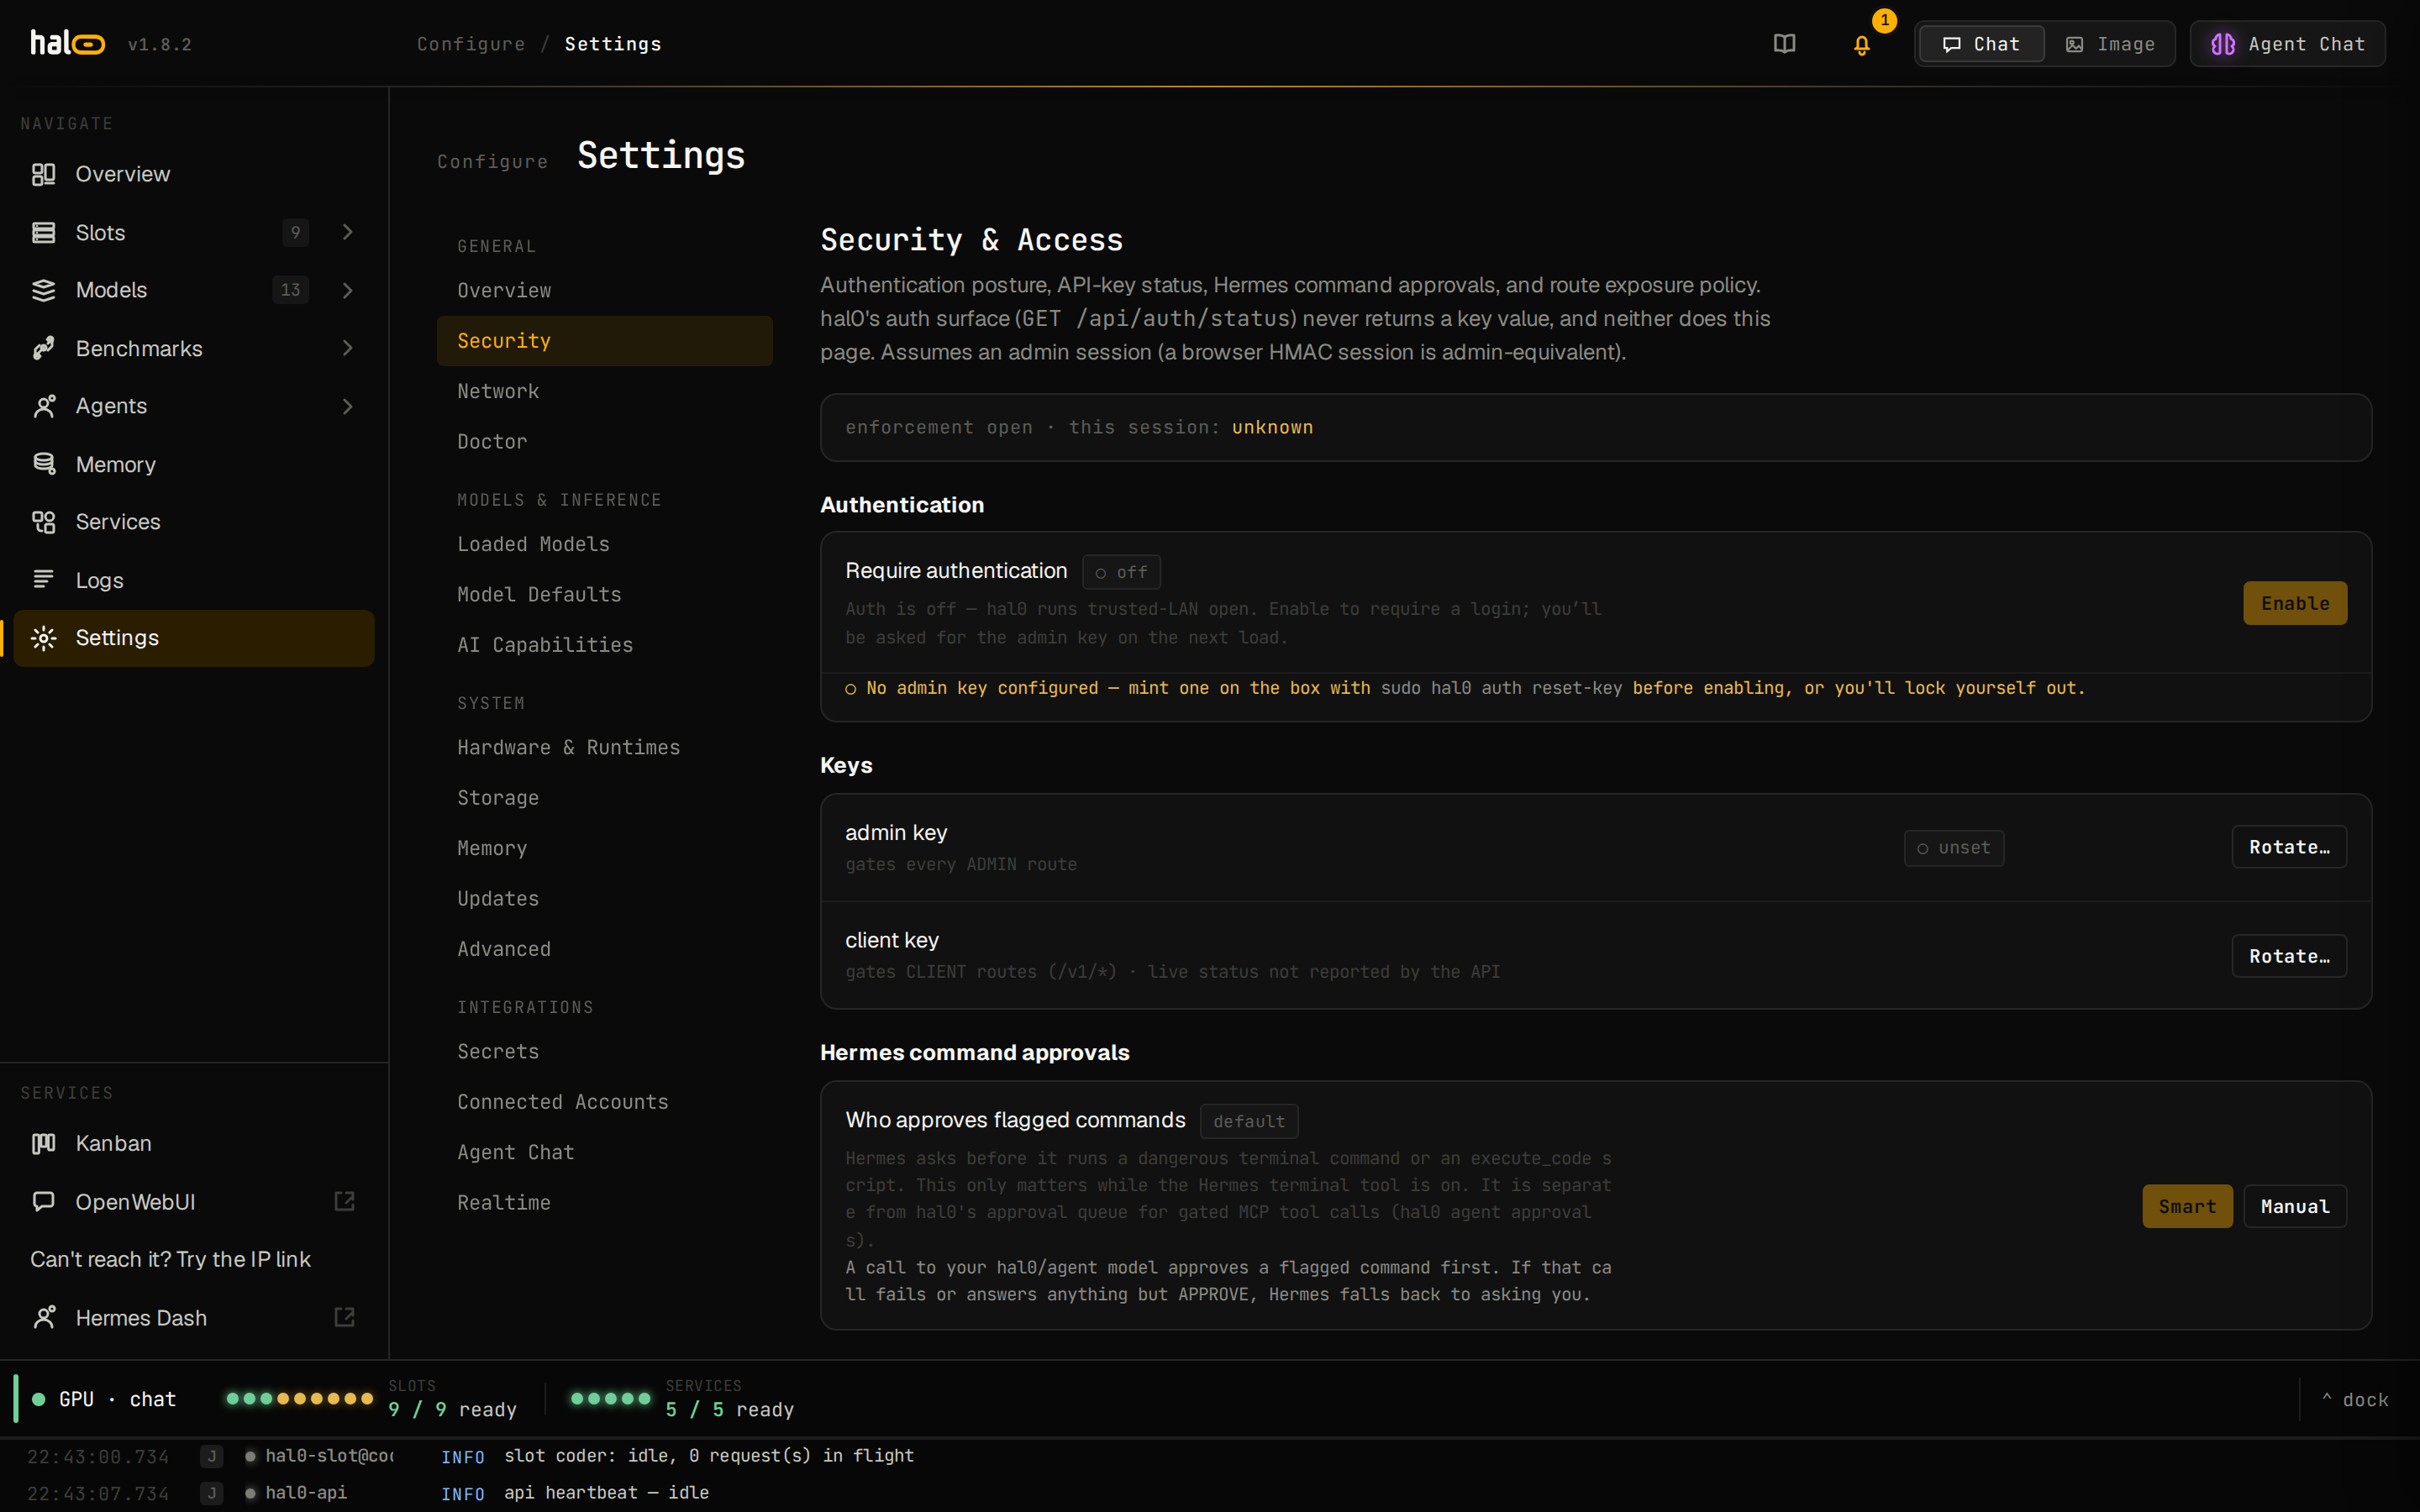 hal0 v1.8.2
Configure / Settings
1
Chat
Image
Agent Chat
NAVIGATE
Overview
Slots 9
Models 13
Benchmarks
Agents
Memory
Services
Logs
Settings
SERVICES
Kanban
OpenWebUI
Can't reach it? Try the IP link
Hermes Dash
Configure Settings
GENERAL
Overview
Security
Network
Doctor
MODELS & INFERENCE
Loaded Models
Model Defaults
AI Capabilities
SYSTEM
Hardware & Runtimes
Storage
Memory
Updates
Advanced
INTEGRATIONS
Secrets
Connected Accounts
Agent Chat
Realtime
Security & Access
Authentication posture, API-key status, Hermes command approvals, and route exposure policy.
hal0's auth surface (GET /api/auth/status) never returns a key value, and neither does this
page. Assumes an admin session (a browser HMAC session is admin-equivalent).
enforcement open · this session: unknown
Authentication
Require authentication ○ off
Auth is off — hal0 runs trusted-LAN open. Enable to require a login; you’ll
be asked for the admin key on the next load.
Enable
○ No admin key configured — mint one on the box with sudo hal0 auth reset-key before enabling, or you'll lock yourself out.
Keys
admin key
gates every ADMIN route
○ unset
Rotate…
client key
gates CLIENT routes (/v1/*) · live status not reported by the API
Rotate…
Hermes command approvals
Who approves flagged commands default
Hermes asks before it runs a dangerous terminal command or an execute_code s
cript. This only matters while the Hermes terminal tool is on. It is separat
e from hal0's approval queue for gated MCP tool calls (hal0 agent approval
s).
A call to your hal0/agent model approves a flagged command first. If that ca
ll fails or answers anything but APPROVE, Hermes falls back to asking you.
Smart
Manual
GPU · chat
SLOTS
9 / 9 ready
SERVICES
5 / 5 ready
^ dock
22:43:00.734 J hal0-slot@co INFO slot coder: idle, 0 request(s) in flight
22:43:07.734 J hal0-api INFO api heartbeat — idle